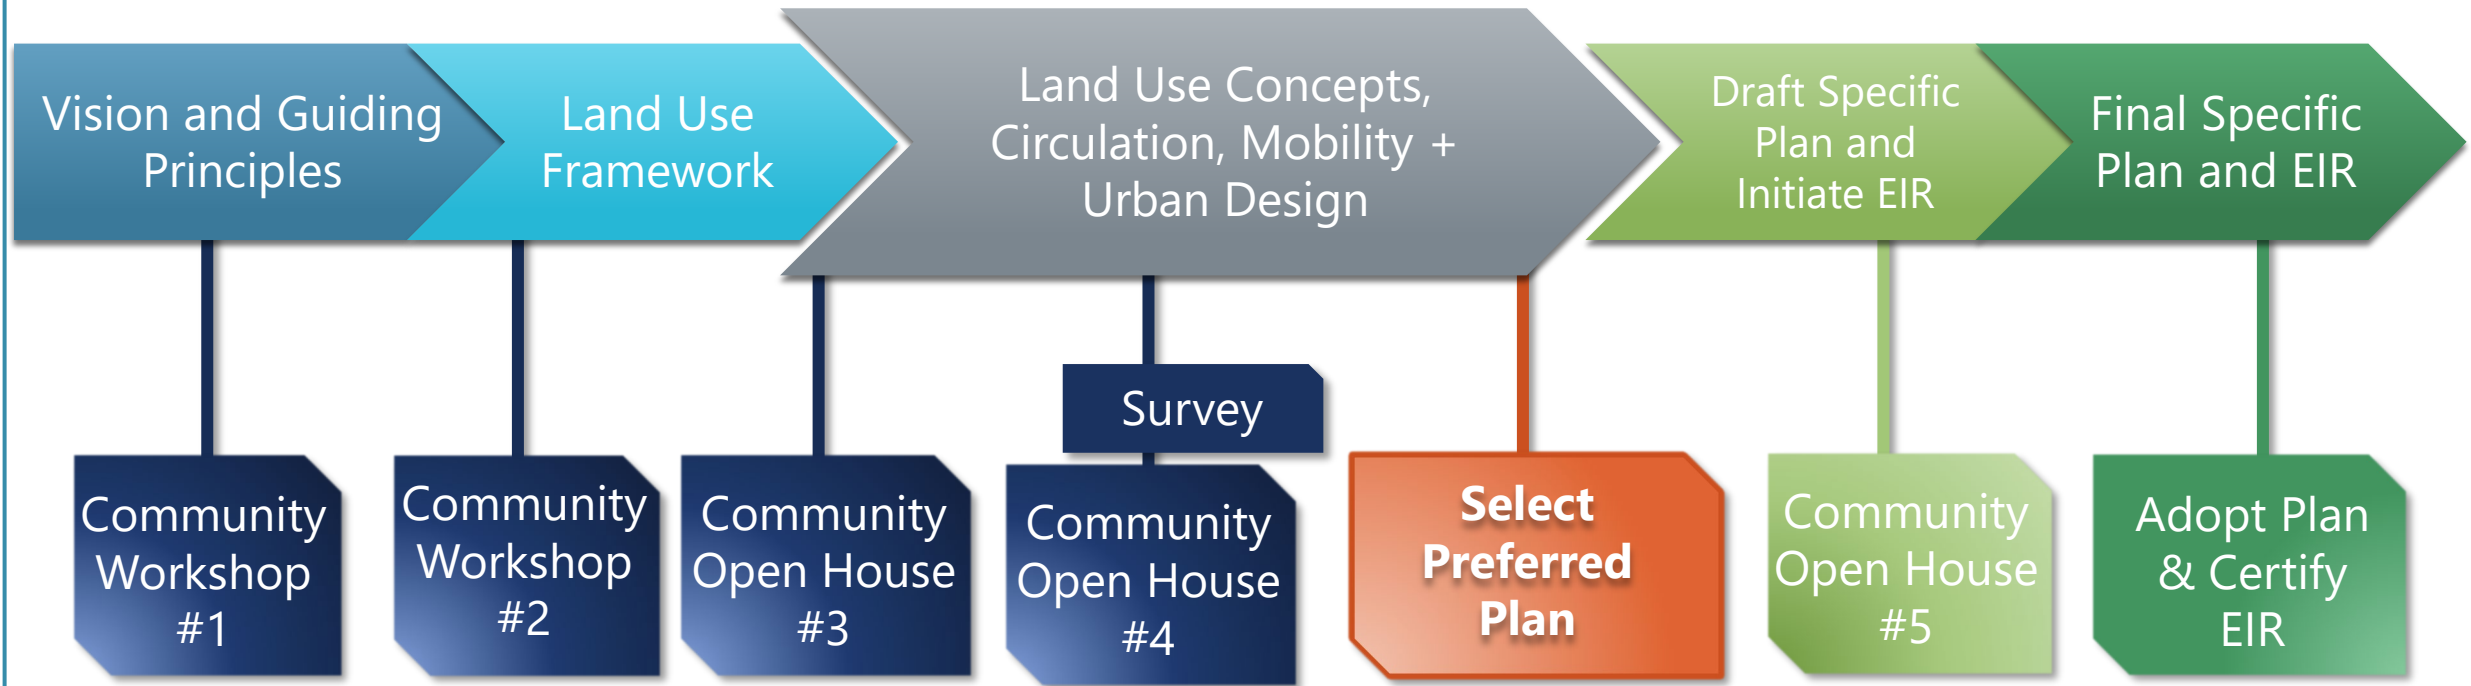 Vision and Guiding
Principles
Land Use
Framework
Land Use Concepts,
Circulation, Mobility +
Urban Design
Draft Specific
Plan and
Initiate EIR
Final Specific
Plan and EIR
Survey
Community
Workshop
#1
Community
Workshop
#2
Community
Open House
#3
Community
Open House
#4
Select
Preferred
Plan
Community
Open House
#5
Adopt Plan
& Certify
EIR